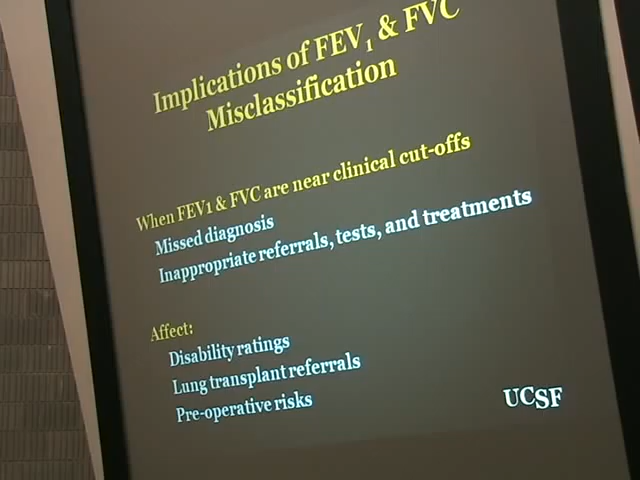 Implications of FEV1 & FVC
Misclassification
When FEV1 & FVC are near clinical cut-offs
Missed diagnosis
Inappropriate referrals, tests, and treatments
Affect:
Disability ratings
Lung transplant referrals
Pre-operative risks
UCSF